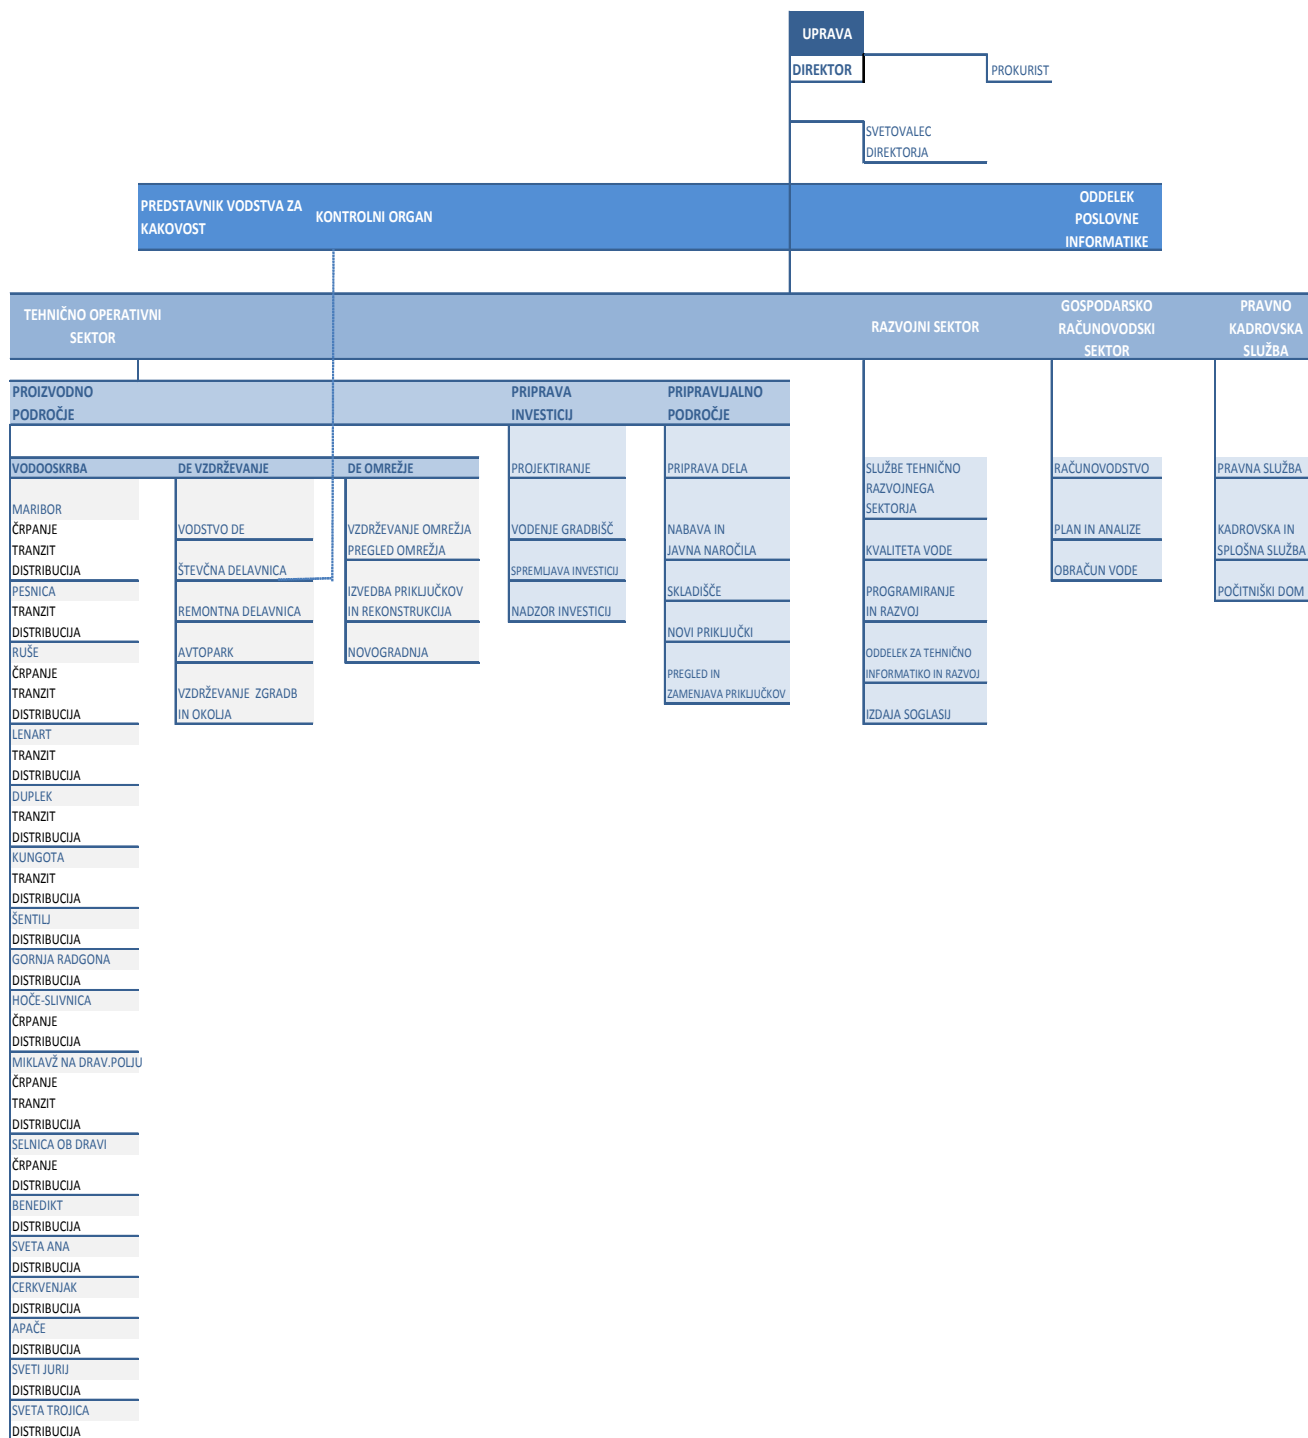 UPRAVA
DIREKTOR
PROKURIST
SVETOVALEC
DIREKTORJA
PREDSTAVNIK VODSTVA ZA
KAKOVOST
KONTROLNI ORGAN
ODDELEK
POSLOVNE
INFORMATIKE
TEHNIČNO OPERATIVNI
SEKTOR
RAZVOJNI SEKTOR
GOSPODARSKO
RAČUNOVODSKI
SEKTOR
PRAVNO
KADROVSKA
SLUŽBA
PROIZVODNO
PODROČJE
PRIPRAVA
INVESTICIJ
PRIPRAVLJALNO
PODROČJE
VODOOSKRBA
MARIBOR
ČRPANJE
TRANZIT
DISTRIBUCIJA
PESNICA
TRANZIT
DISTRIBUCIJA
RUŠE
ČRPANJE
TRANZIT
DISTRIBUCIJA
LENART
TRANZIT
DISTRIBUCIJA
DUPLEK
TRANZIT
DISTRIBUCIJA
KUNGOTA
TRANZIT
DISTRIBUCIJA
ŠENTILJ
DISTRIBUCIJA
GORNJA RADGONA
DISTRIBUCIJA
HOČE-SLIVNICA
ČRPANJE
DISTRIBUCIJA
MIKLAVŽ NA DRAV.POLJU
ČRPANJE
TRANZIT
DISTRIBUCIJA
SELNICA OB DRAVI
ČRPANJE
DISTRIBUCIJA
BENEDIKT
DISTRIBUCIJA
SVETA ANA
DISTRIBUCIJA
CERKVENJAK
DISTRIBUCIJA
APAČE
DISTRIBUCIJA
SVETI JURIJ
DISTRIBUCIJA
SVETA TROJICA
DISTRIBUCIJA
DE VZDRŽEVANJE
VODSTVO DE
ŠTEVČNA DELAVNICA
REMONTNA DELAVNICA
AVTOPARK
VZDRŽEVANJE ZGRADB
IN OKOLJA
DE OMREŽJE
VZDRŽEVANJE OMREŽJA
PREGLED OMREŽJA
IZVEDBA PRIKLJUČKOV
IN REKONSTRUKCIJA
NOVOGRADNJA
PROJEKTIRANJE
VODENJE GRADBIŠČ
SPREMLJAVA INVESTICIJ
NADZOR INVESTICIJ
PRIPRAVA DELA
NABAVA IN
JAVNA NAROČILA
SKLADIŠČE
NOVI PRIKLJUČKI
PREGLED IN
ZAMENJAVA PRIKLJUČKOV
SLUŽBE TEHNIČNO
RAZVOJNEGA
SEKTORJA
KVALITETA VODE
PROGRAMIRANJE
IN RAZVOJ
ODDELEK ZA TEHNIČNO
INFORMATIKO IN RAZVOJ
IZDAJA SOGLASIJ
RAČUNOVODSTVO
PLAN IN ANALIZE
OBRAČUN VODE
PRAVNA SLUŽBA
KADROVSKA IN
SPLOŠNA SLUŽBA
POČITNIŠKI DOM